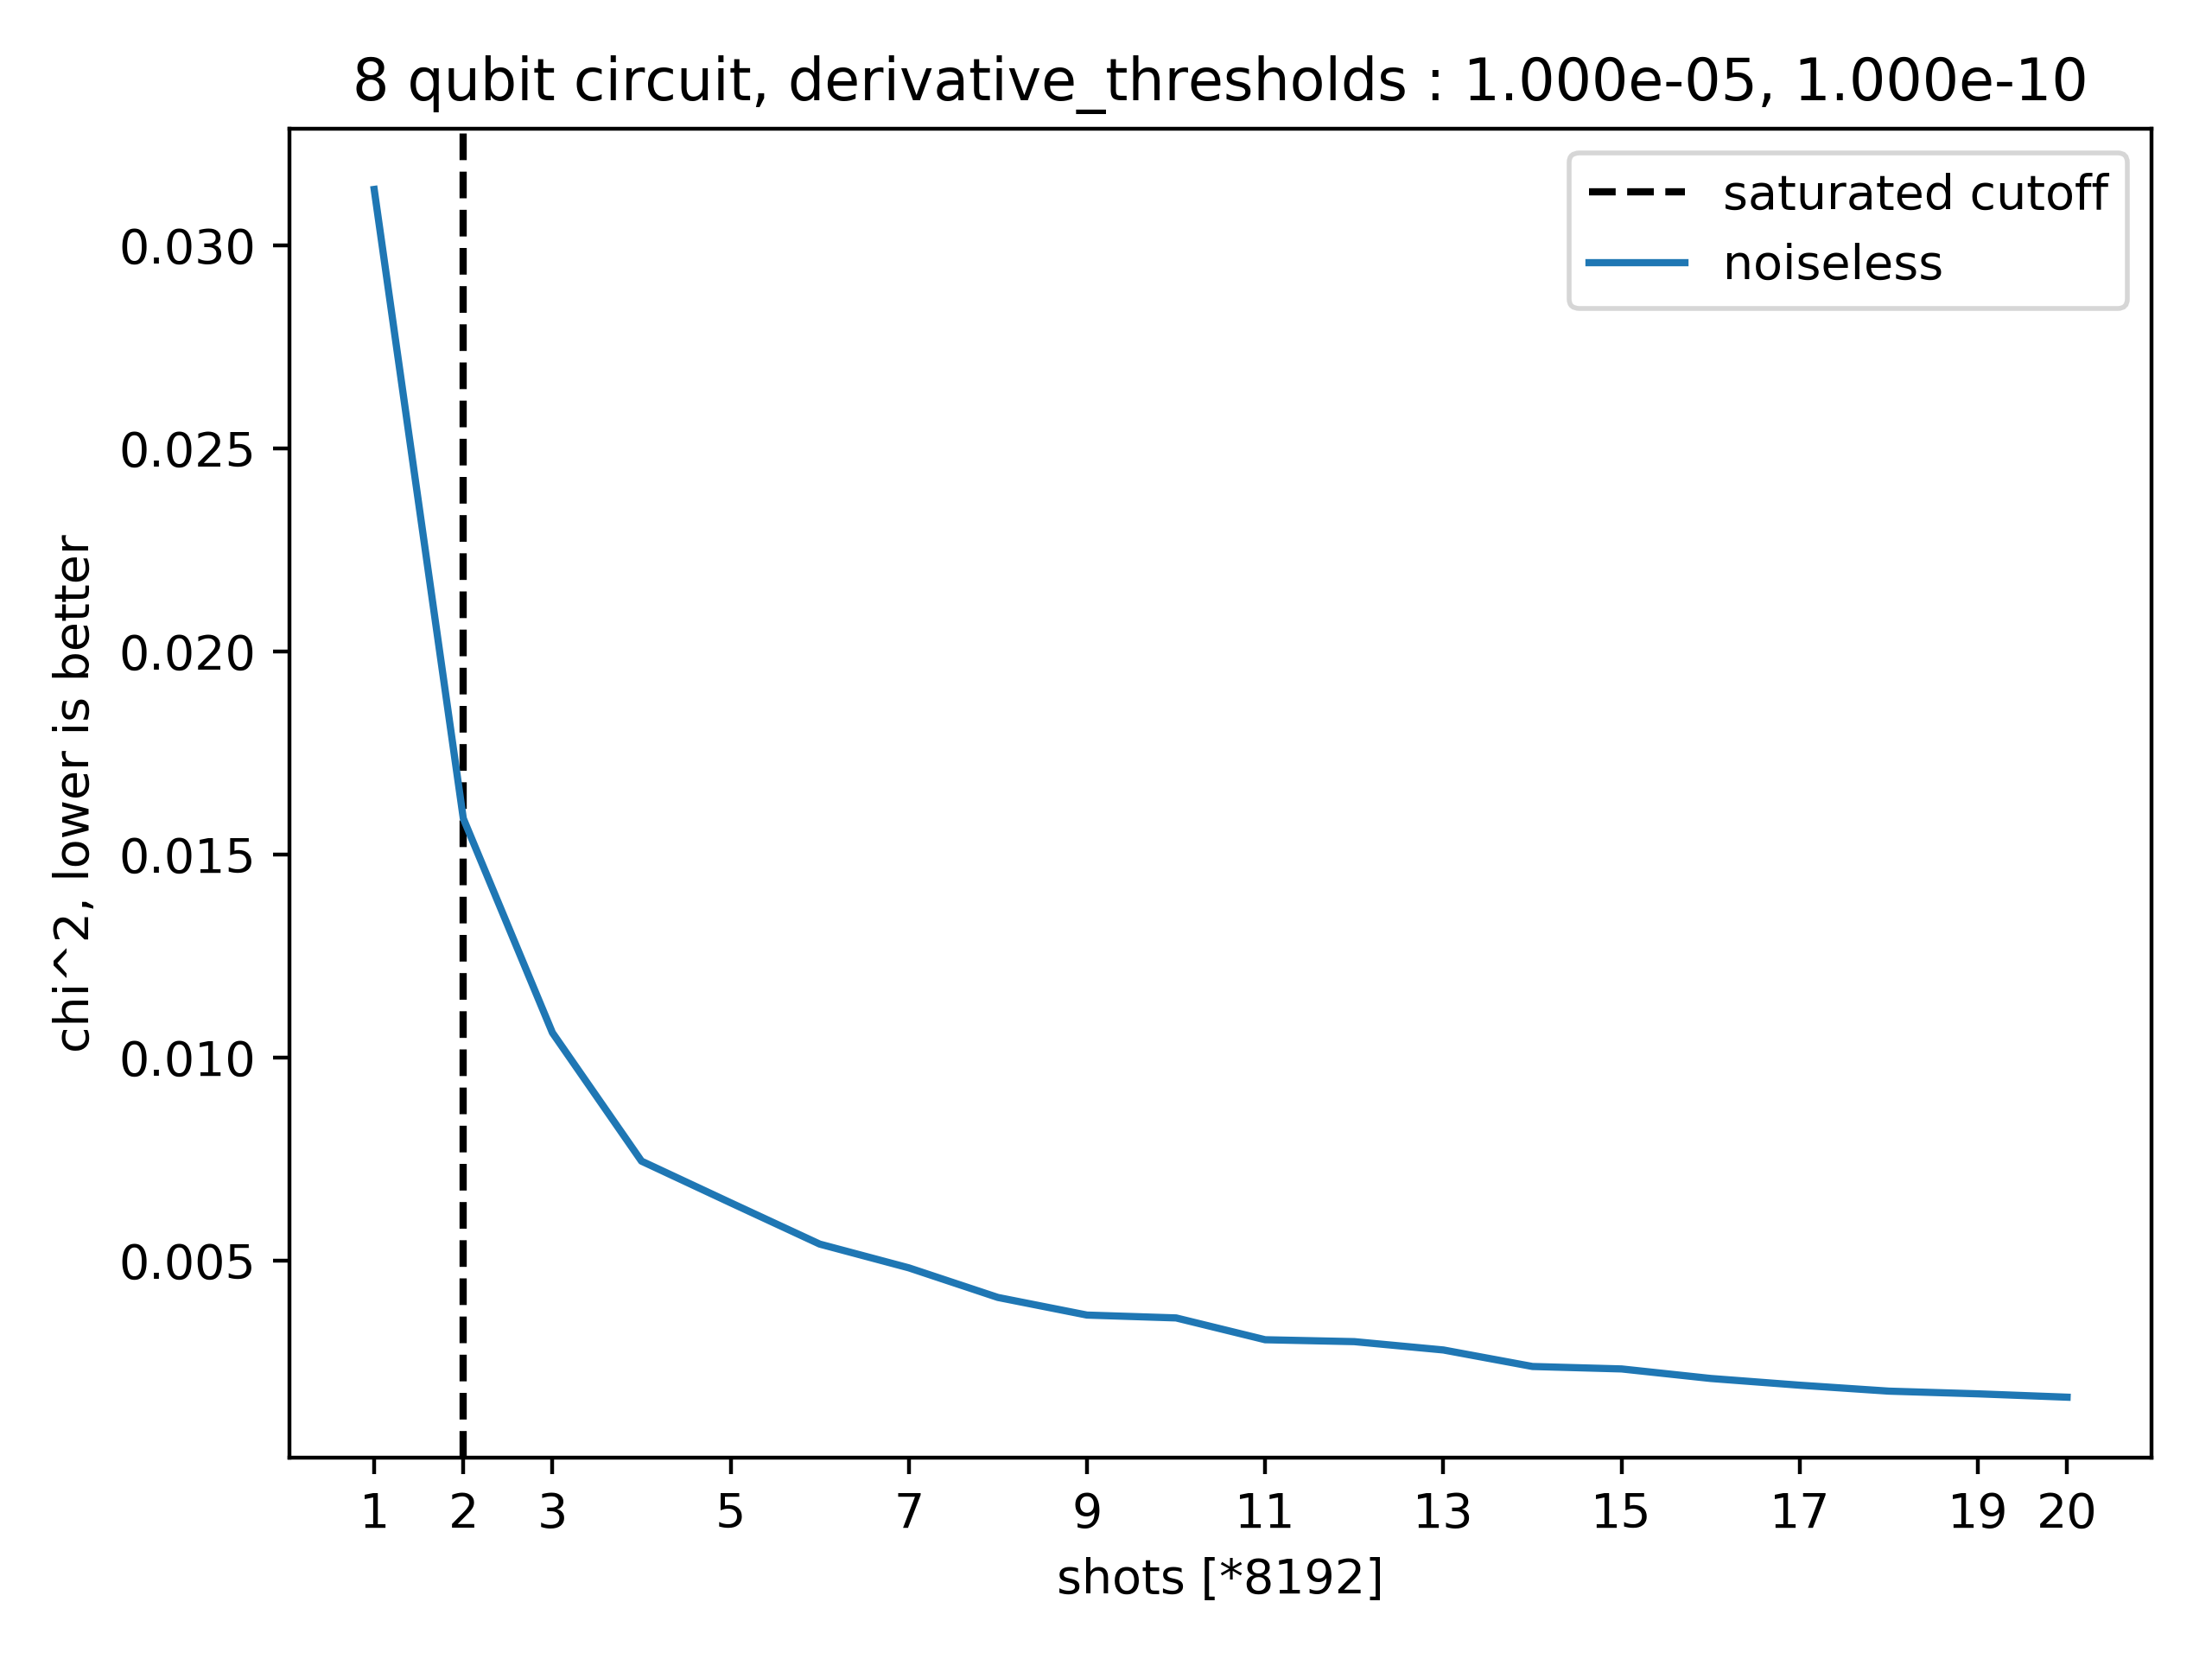 8 qubit circuit, derivative_thresholds : 1.000e-05, 1.000e-10
saturated cutoff
noiseless
0.030
0.025
0.020
0.015
0.010
0.005
chi^2, lower is better
1 2 3 5 7 9 11 13 15 17 19 20
shots [*8192]